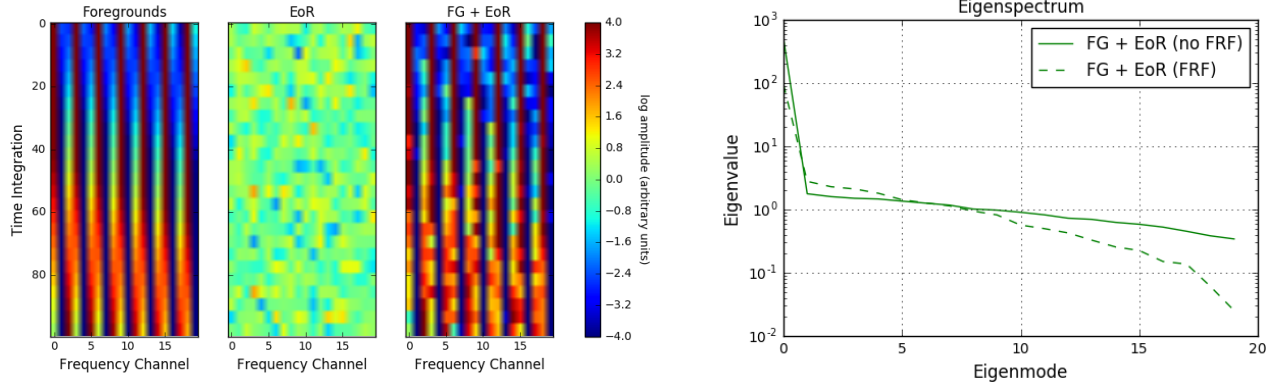 Foregrounds
EoR
FG + EoR
Time Integration
0
20
40
60
80
0 5 10 15
Frequency Channel
0 5 10 15
Frequency Channel
0 5 10 15
Frequency Channel
4.0
3.2
2.4
1.6
0.8
0.0
−0.8
−1.6
−2.4
−3.2
−4.0
log amplitude (arbitrary units)
Eigenspectrum
FG + EoR (no FRF)
FG + EoR (FRF)
Eigenvalue
10^3
10^2
10^1
10^0
10^-1
10^-2
0 5 10 15 20
Eigenmode